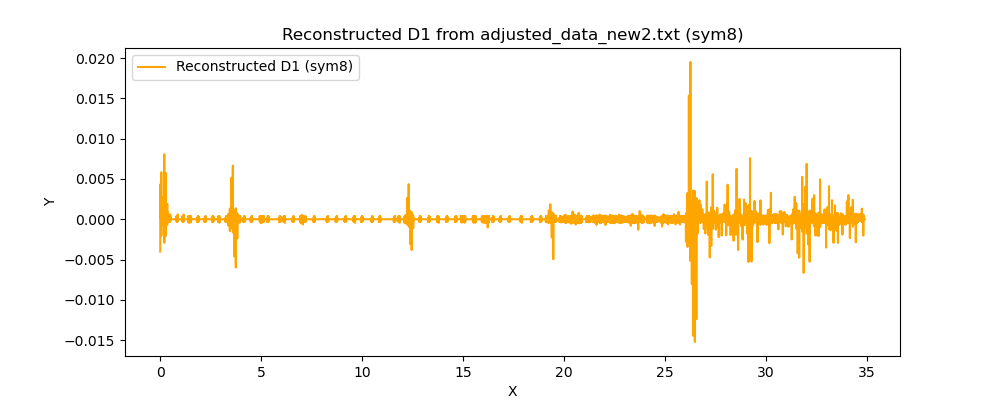 Reconstructed D1 from adjusted_data_new2.txt (sym8)
Reconstructed D1 (sym8)
0.020
0.015
0.010
0.005
0.000
−0.005
−0.010
−0.015
Y
0 5 10 15 20 25 30 35
X